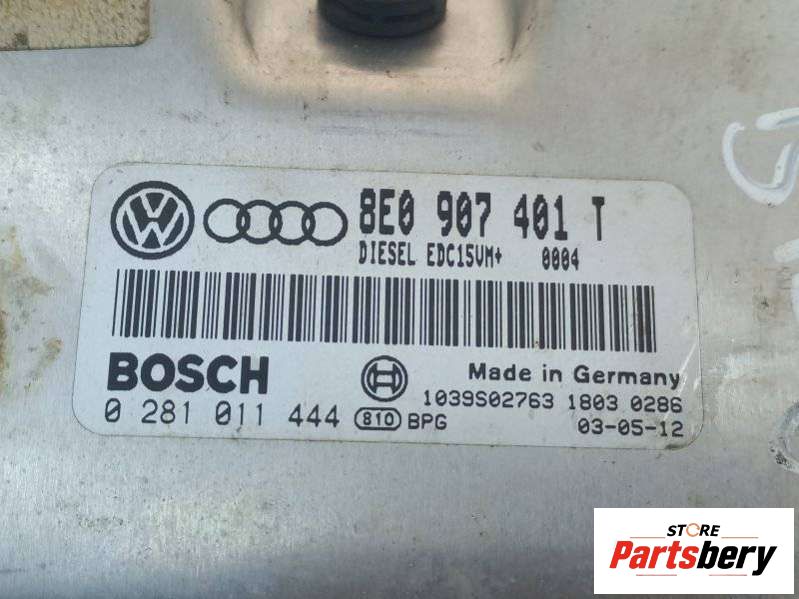 8E0 907 401 T
DIESEL EDC15VM+ 0004
BOSCH
Made in Germany
1039S02763 1803 0286
0 281 011 444 810 BPG
03-05-12
STORE
Partsbery